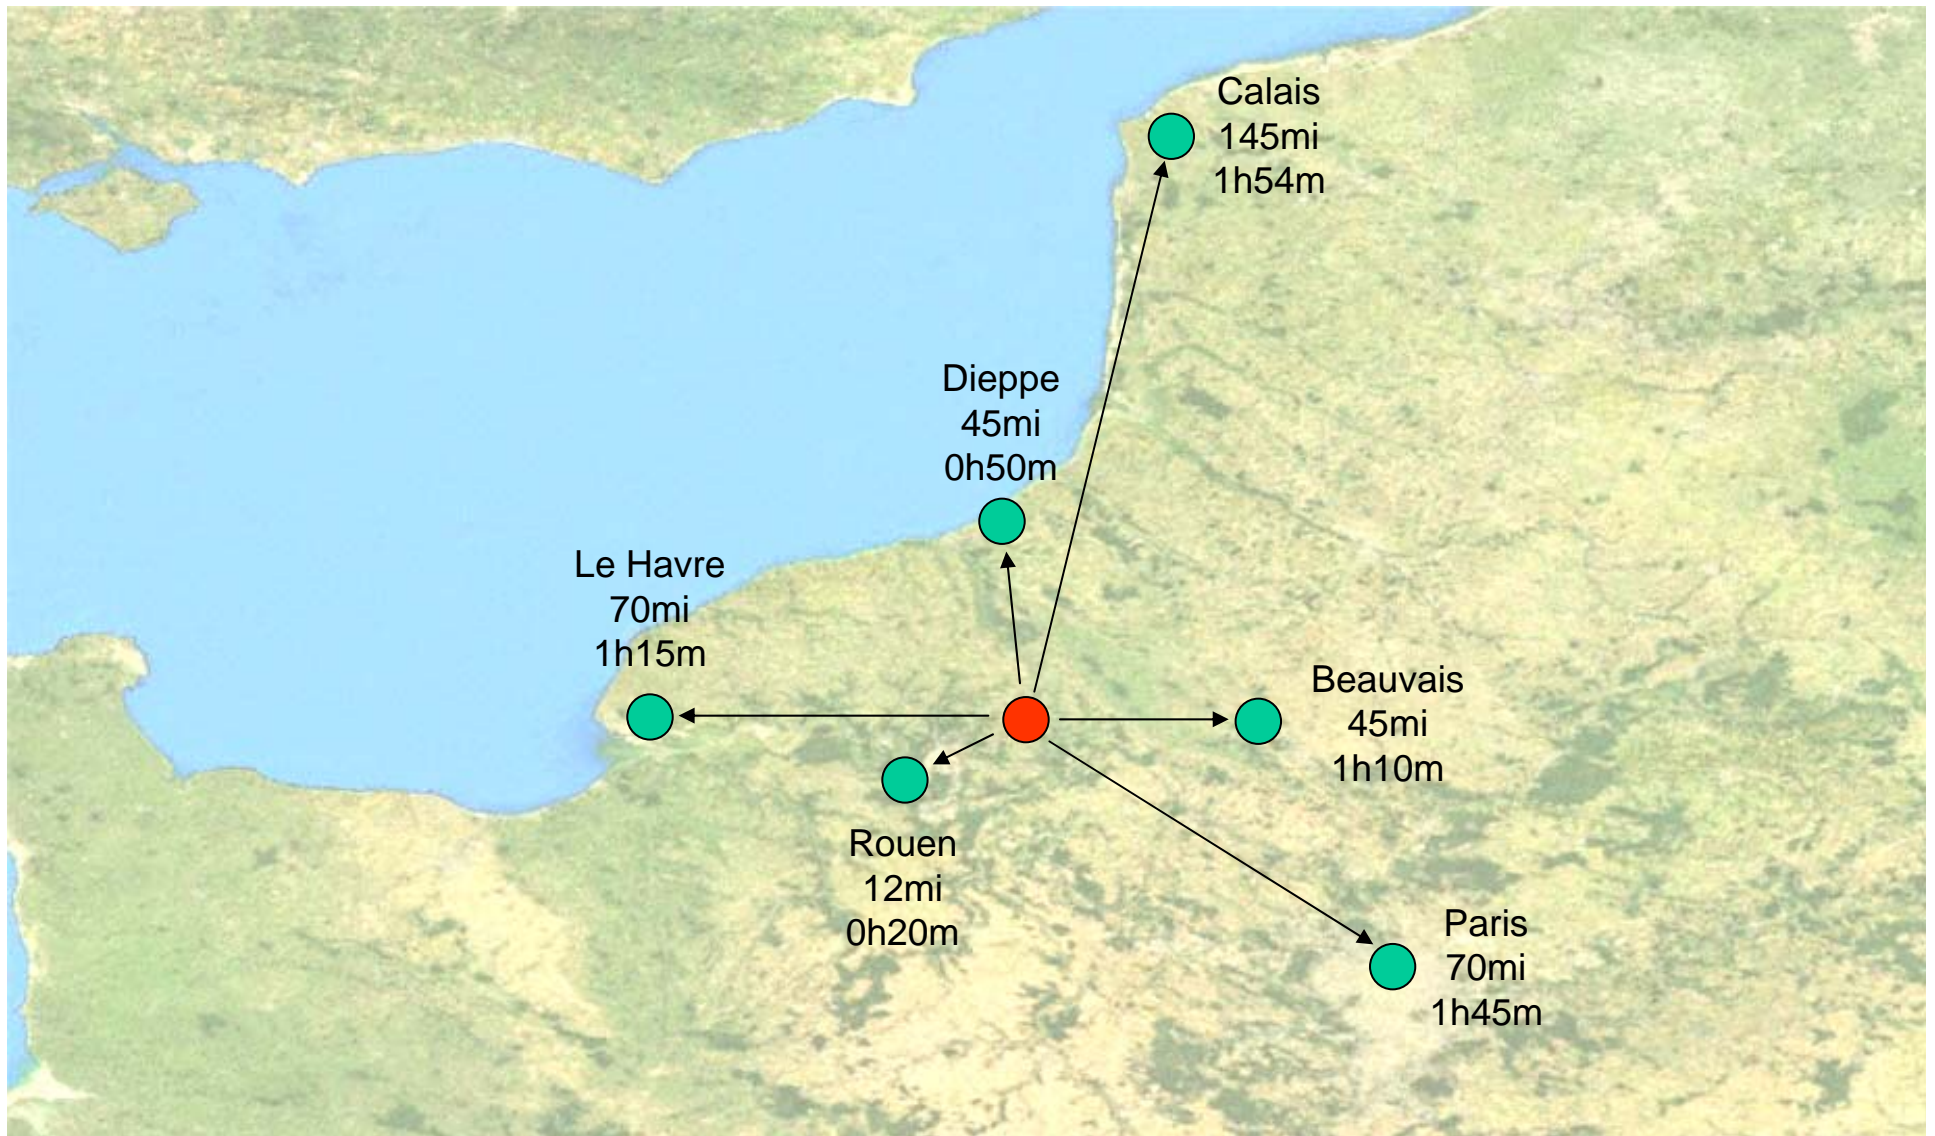 Calais
145mi
1h54m
Dieppe
45mi
0h50m
Le Havre
70mi
1h15m
Beauvais
45mi
1h10m
Rouen
12mi
0h20m
Paris
70mi
1h45m